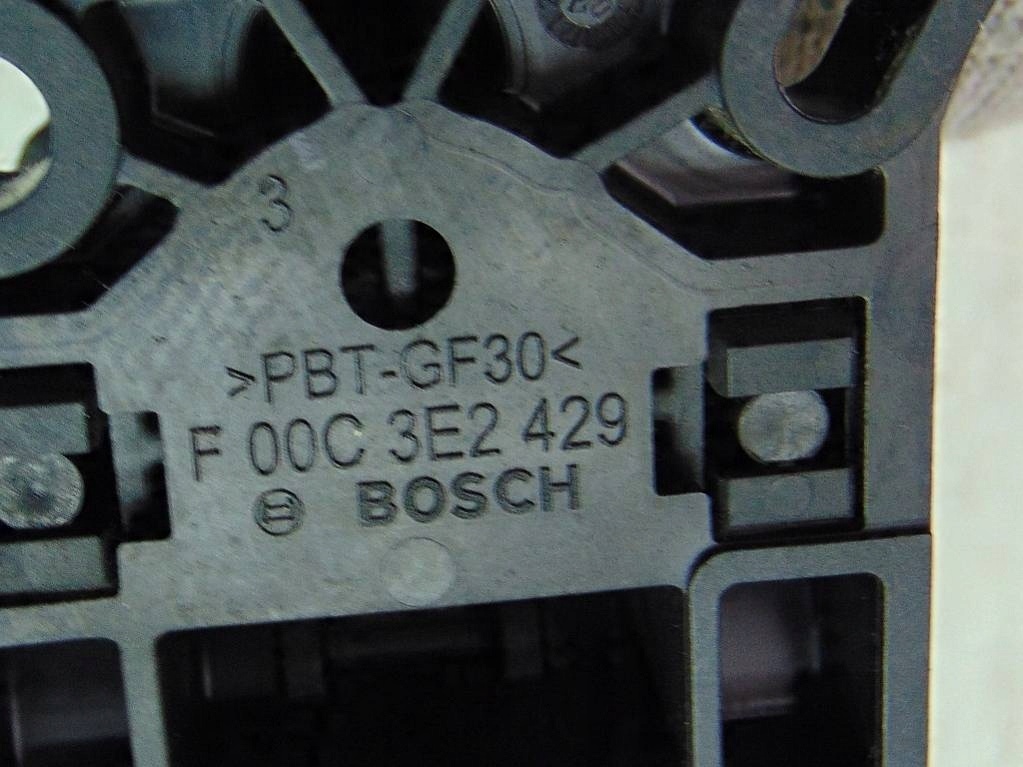 3
>PBT-GF30<
F 00C 3E2 429
BOSCH